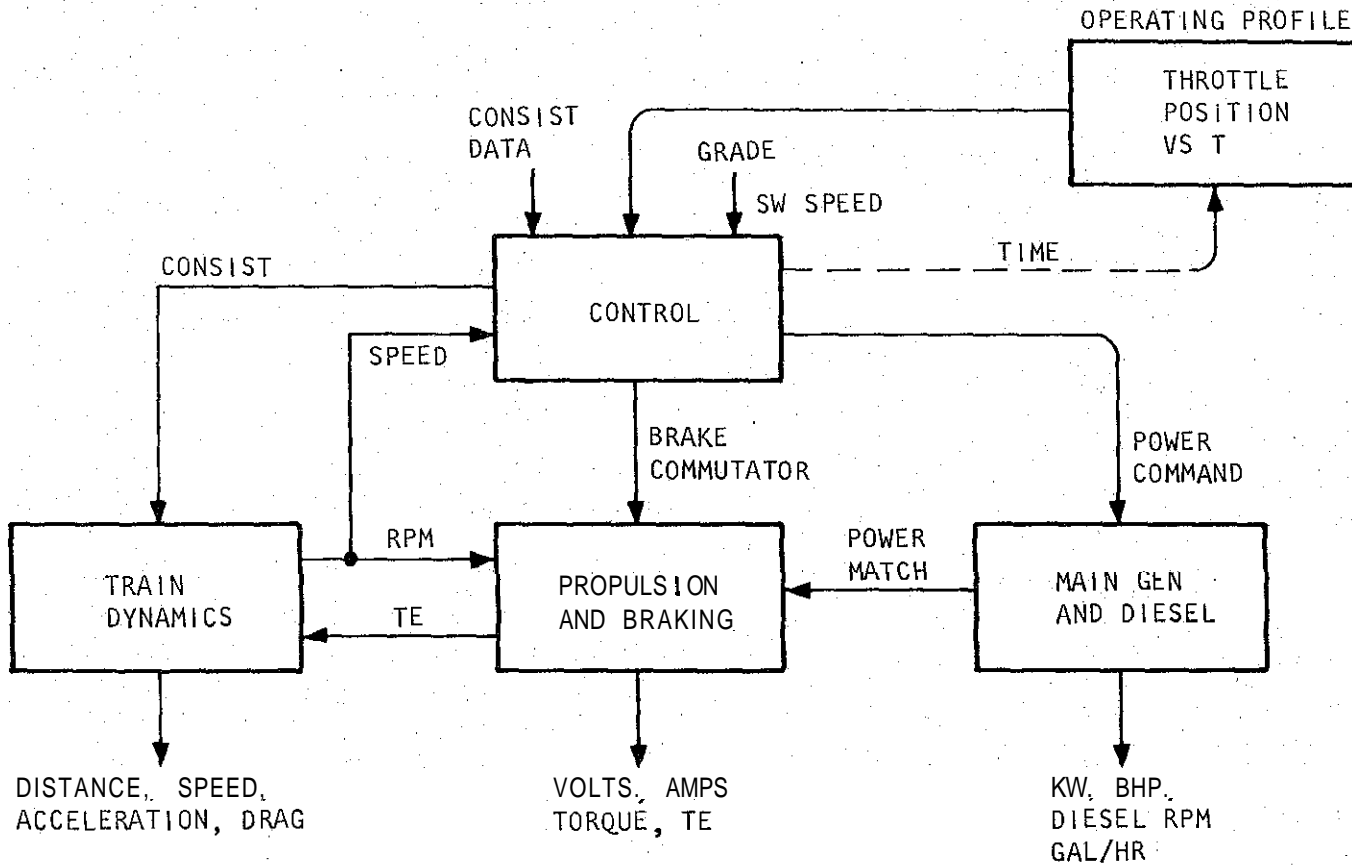 OPERATING PROFILE
THROTTLE
POSITION
VS T
CONSIST
DATA
GRADE
SW SPEED
TIME
CONSIST
CONTROL
SPEED
BRAKE
COMMUTATOR
POWER
COMMAND
RPM
POWER
MATCH
TRAIN
DYNAMICS
PROPULSION
AND BRAKING
MAIN GEN
AND DIESEL
TE
DISTANCE, SPEED,
ACCELERATION, DRAG
VOLTS, AMPS
TORQUE, TE
KW, BHP,
DIESEL RPM
GAL/HR